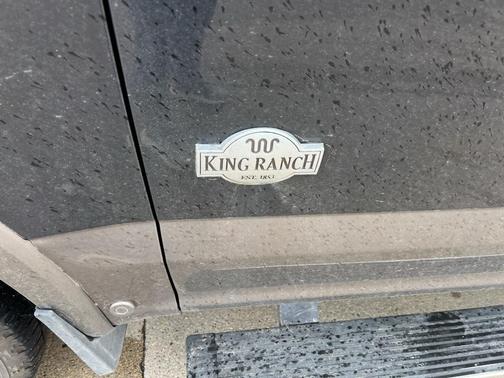 KING RANCH
EST. 1853